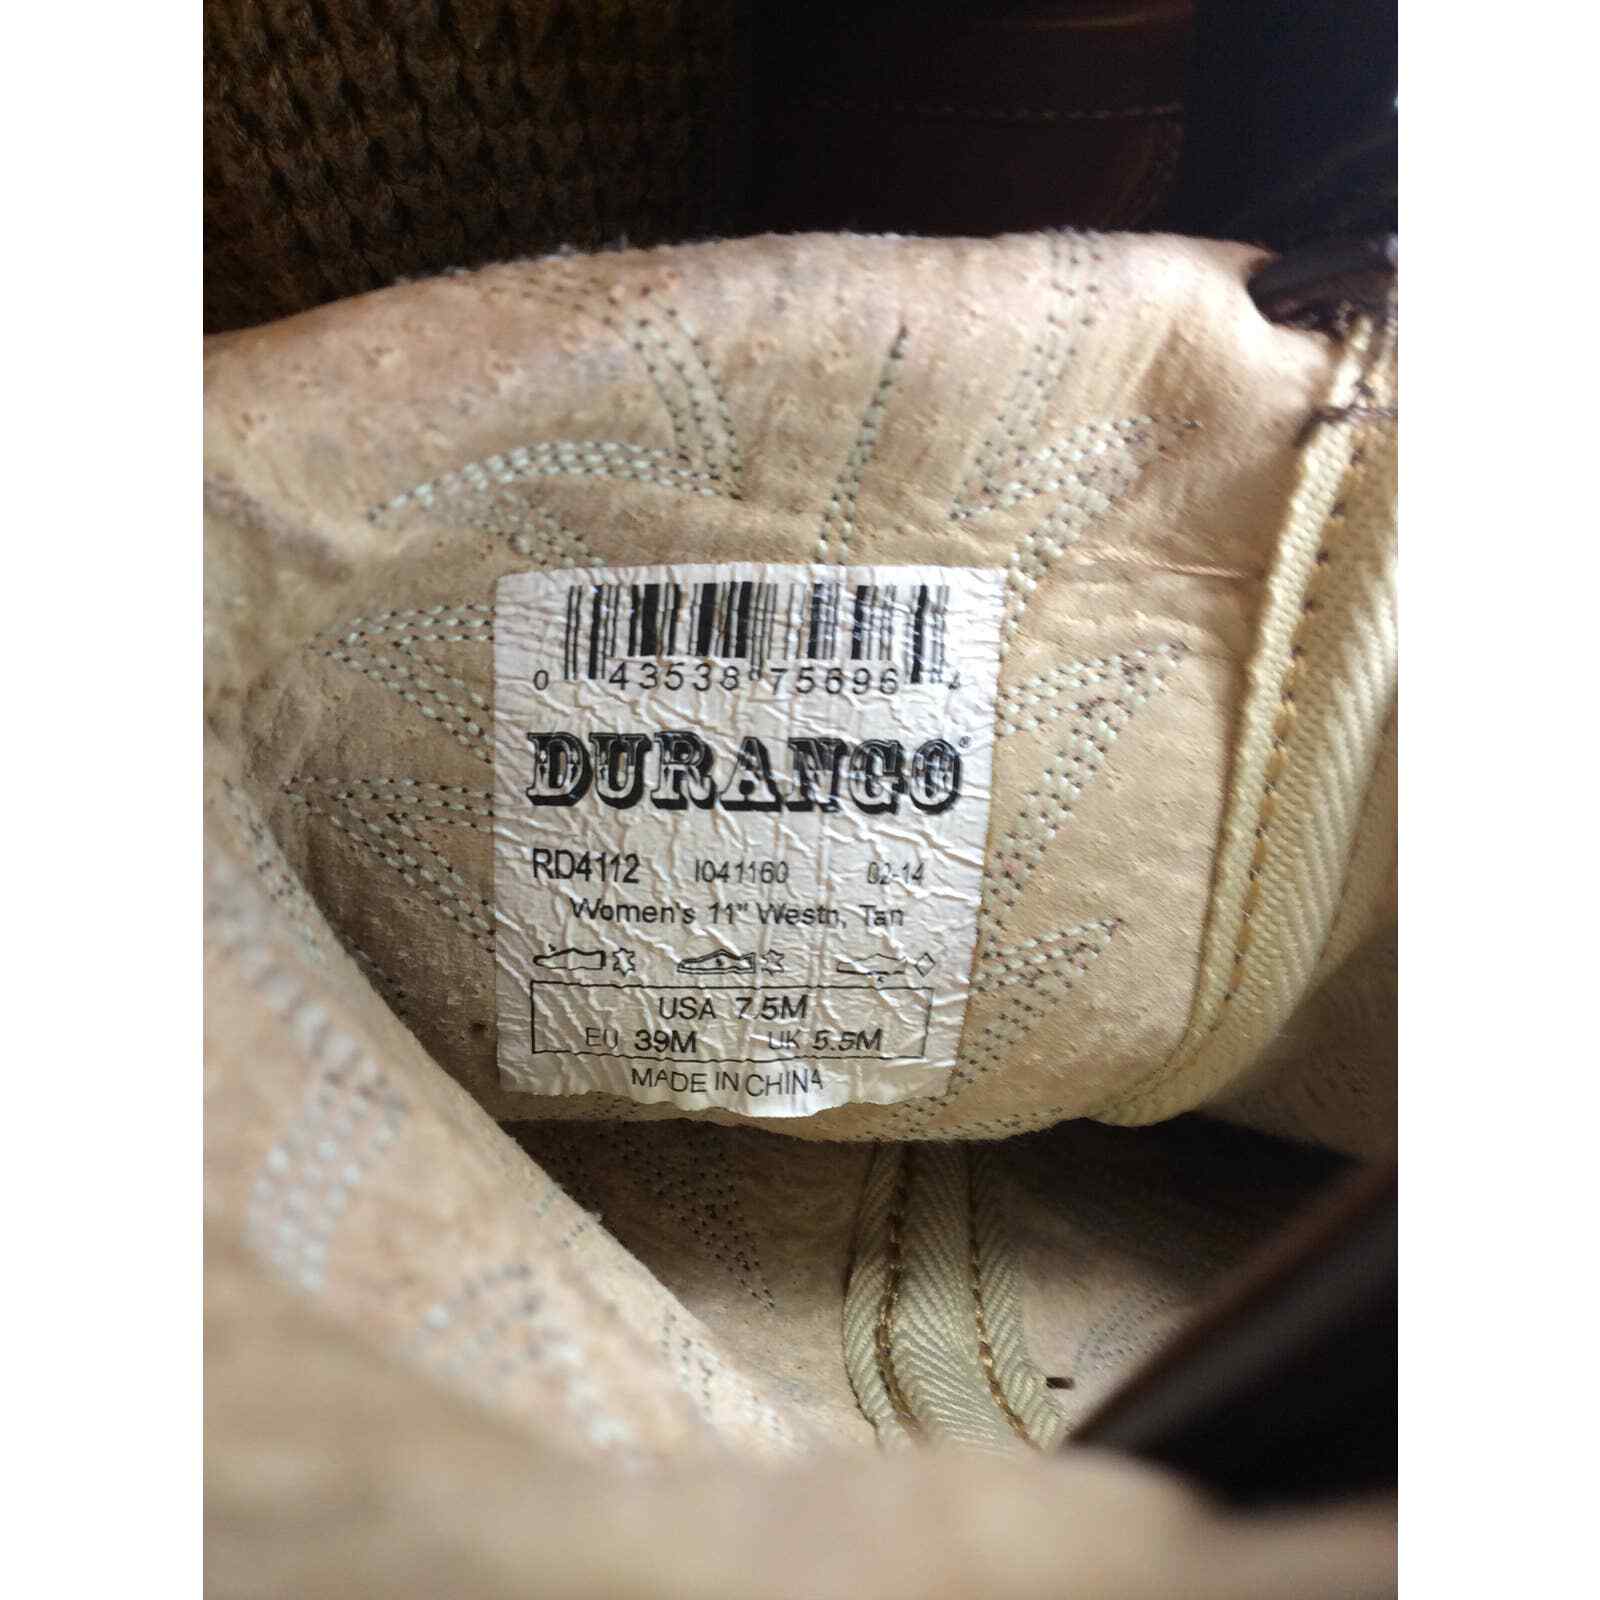 0 43538 75696 4
DURANGO®
RD4112 I041160 02-14
Women's 11" Westn, Tan
USA 7.5M
EU 39M UK 5.5M
MADE IN CHINA